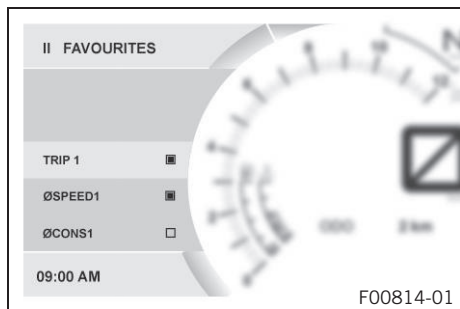 II FAVOURITES
TRIP 1
ØSPEED1
ØCONS1
09:00 AM
ODO 2 km
F00814-01